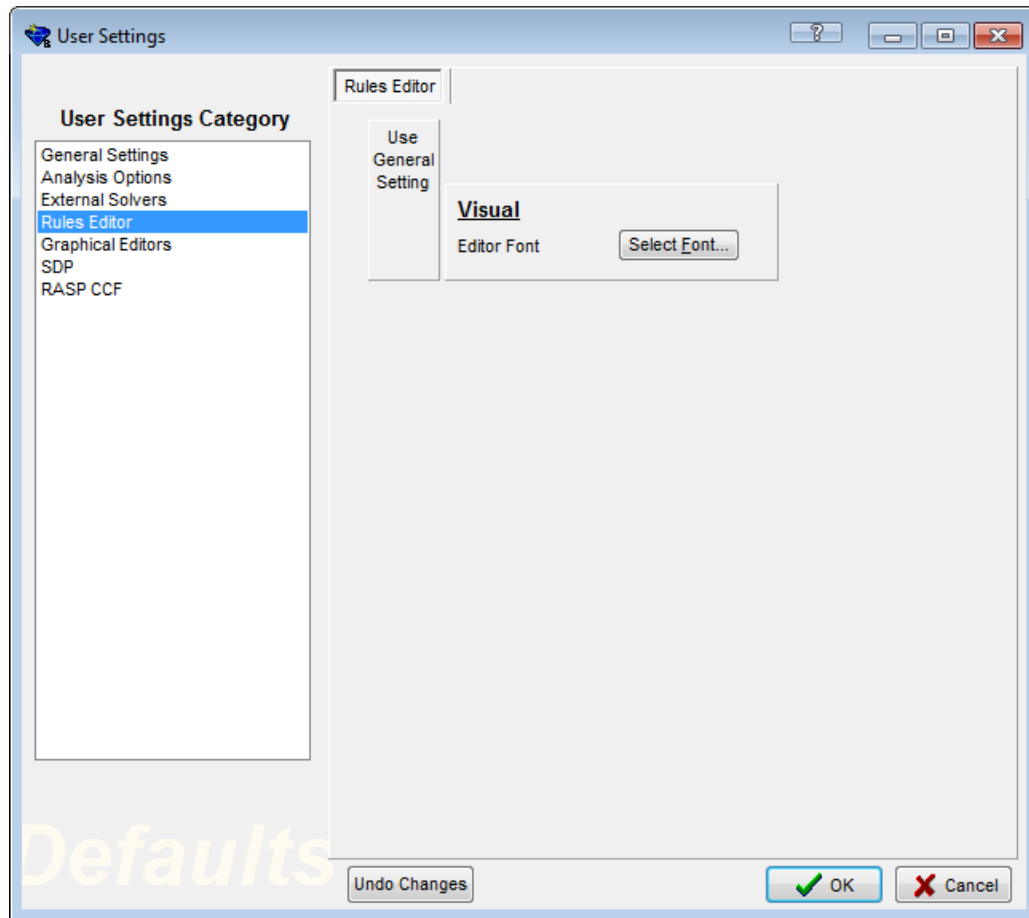 User Settings
?
User Settings Category
General Settings
Analysis Options
External Solvers
Rules Editor
Graphical Editors
SDP
RASP CCF
Rules Editor
Use
General
Setting
Visual
Editor Font
Select Font...
Defaults
Undo Changes
OK
Cancel